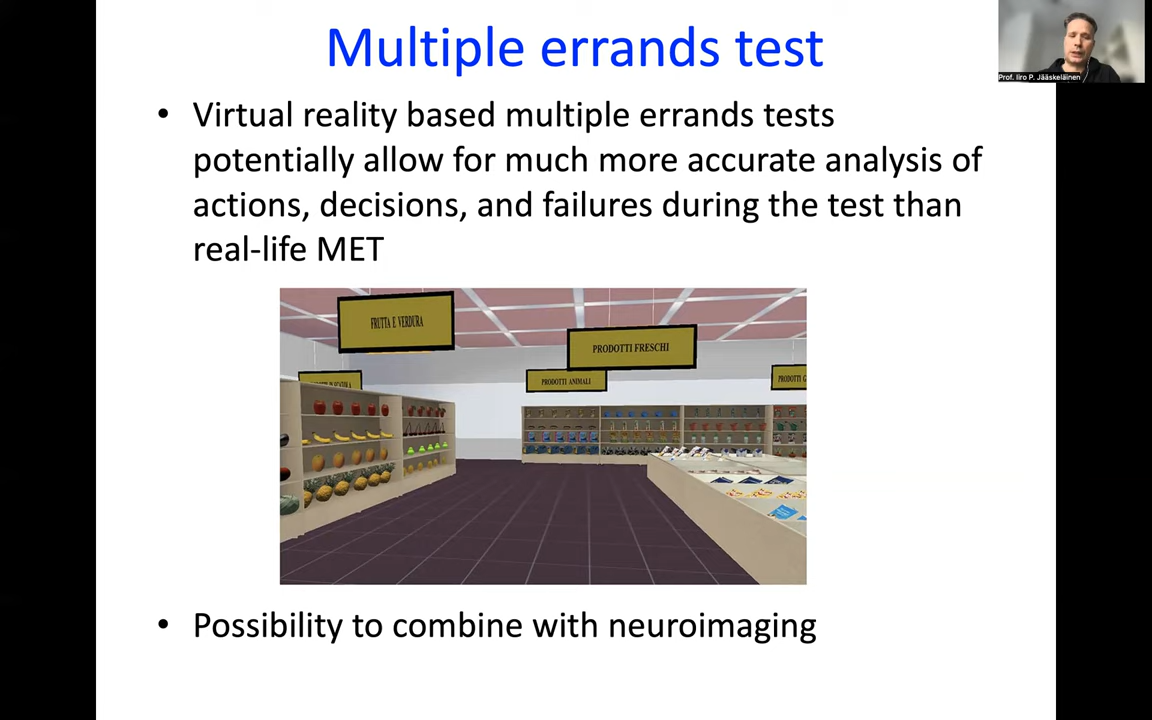 Multiple errands test
Prof. Iiro P. Jääskeläinen
• Virtual reality based multiple errands tests
potentially allow for much more accurate analysis of
actions, decisions, and failures during the test than
real-life MET
FRUTTA E VERDURA
PRODOTTI FRESCHI
PRODOTTI ANIMALI
PRODOTTI
• Possibility to combine with neuroimaging